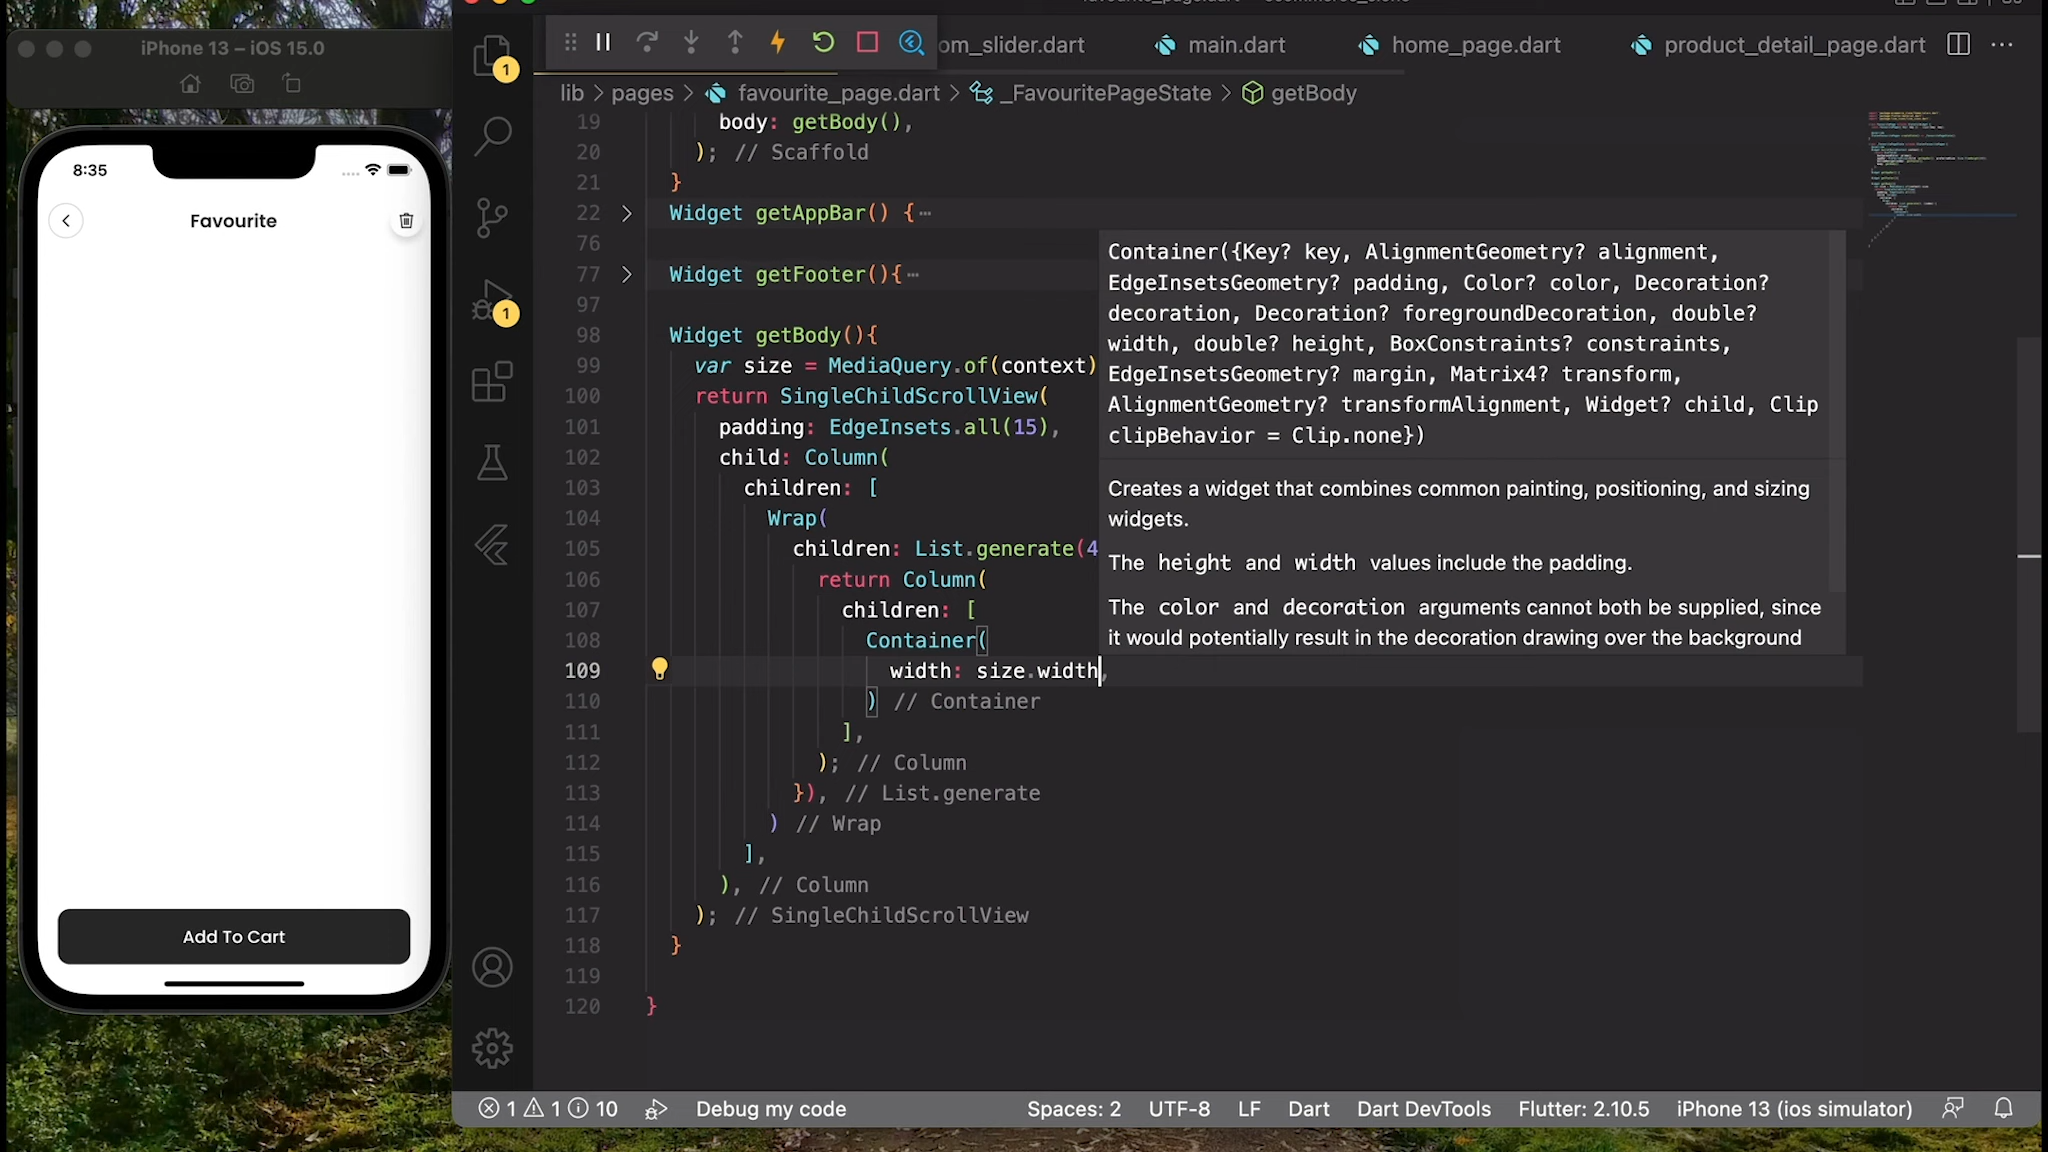 iPhone 13 – iOS 15.0
8:35
Favourite
Add To Cart
1
1
om_slider.dart
main.dart
home_page.dart
product_detail_page.dart
lib > pages > favourite_page.dart > _FavouritePageState > getBody
19 body: getBody(),
20 ); // Scaffold
21 }
22 Widget getAppBar() {…
76
77 Widget getFooter(){…
97
98 Widget getBody(){
99 var size = MediaQuery.of(context)
100 return SingleChildScrollView(
101 padding: EdgeInsets.all(15),
102 child: Column(
103 children: [
104 Wrap(
105 children: List.generate(4
106 return Column(
107 children: [
108 Container(
109 width: size.width,
110 ) // Container
111 ],
112 ); // Column
113 }), // List.generate
114 ) // Wrap
115 ],
116 ), // Column
117 ); // SingleChildScrollView
118 }
119
120 }
Container({Key? key, AlignmentGeometry? alignment,
EdgeInsetsGeometry? padding, Color? color, Decoration?
decoration, Decoration? foregroundDecoration, double?
width, double? height, BoxConstraints? constraints,
EdgeInsetsGeometry? margin, Matrix4? transform,
AlignmentGeometry? transformAlignment, Widget? child, Clip
clipBehavior = Clip.none})
Creates a widget that combines common painting, positioning, and sizing
widgets.
The height and width values include the padding.
The color and decoration arguments cannot both be supplied, since
it would potentially result in the decoration drawing over the background
1 1 10 Debug my code Spaces: 2 UTF-8 LF Dart Dart DevTools Flutter: 2.10.5 iPhone 13 (ios simulator)